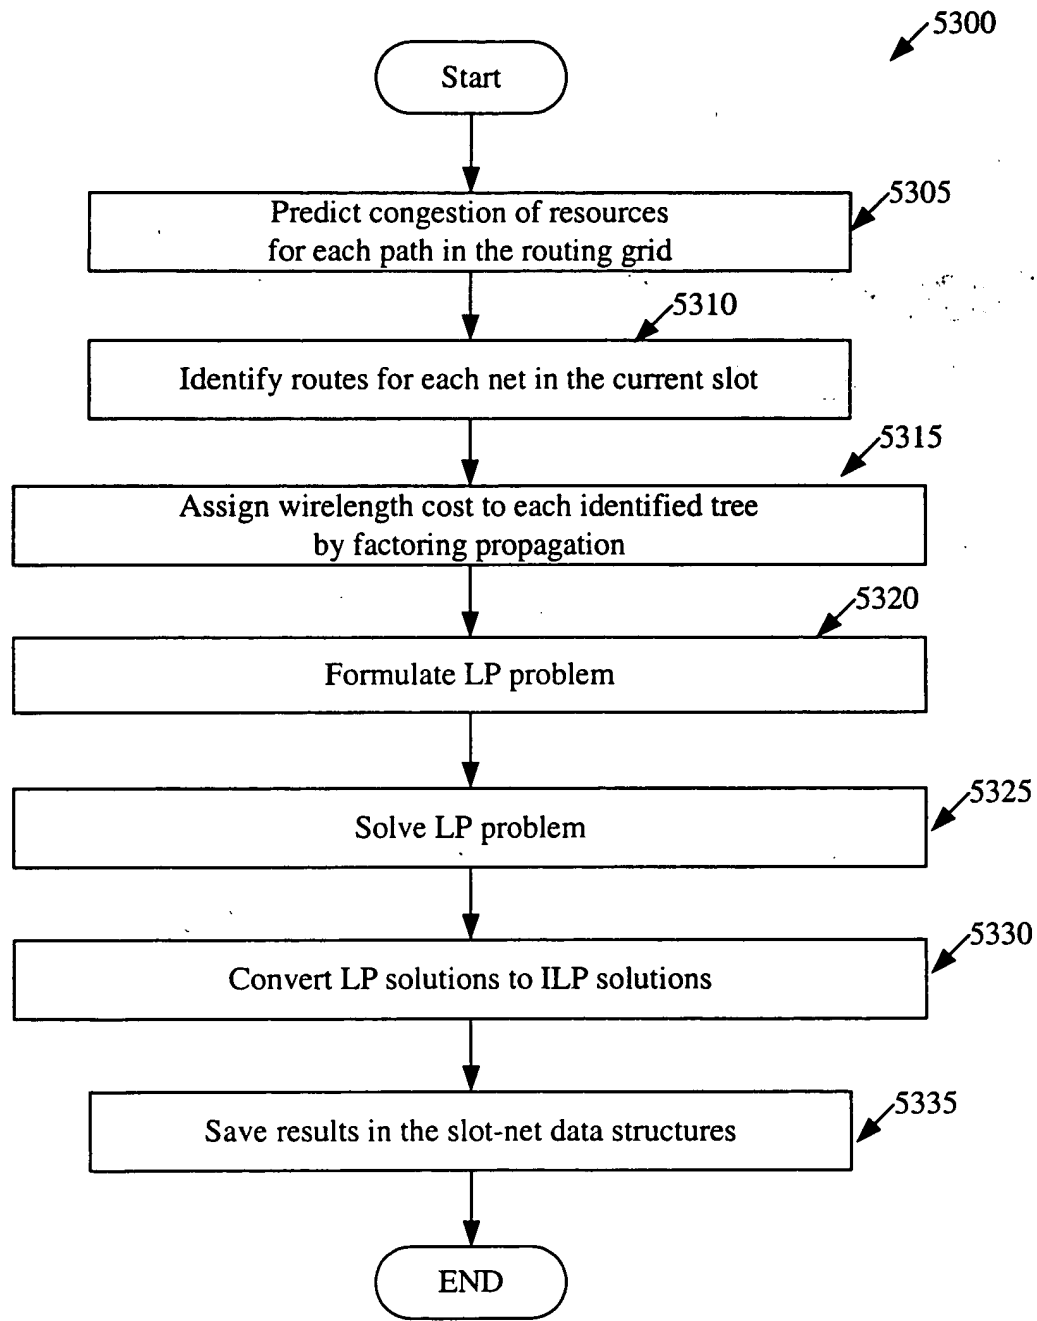 5300
Start
5305
Predict congestion of resources
for each path in the routing grid
5310
Identify routes for each net in the current slot
5315
Assign wirelength cost to each identified tree
by factoring propagation
5320
Formulate LP problem
5325
Solve LP problem
5330
Convert LP solutions to ILP solutions
5335
Save results in the slot-net data structures
END